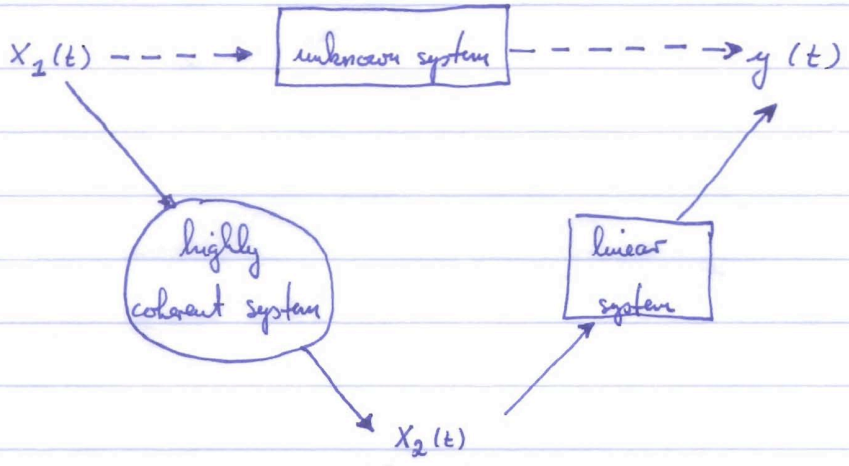 X₁(t)
unknown system
y (t)
highly
coherent system
linear
system
X₂(t)